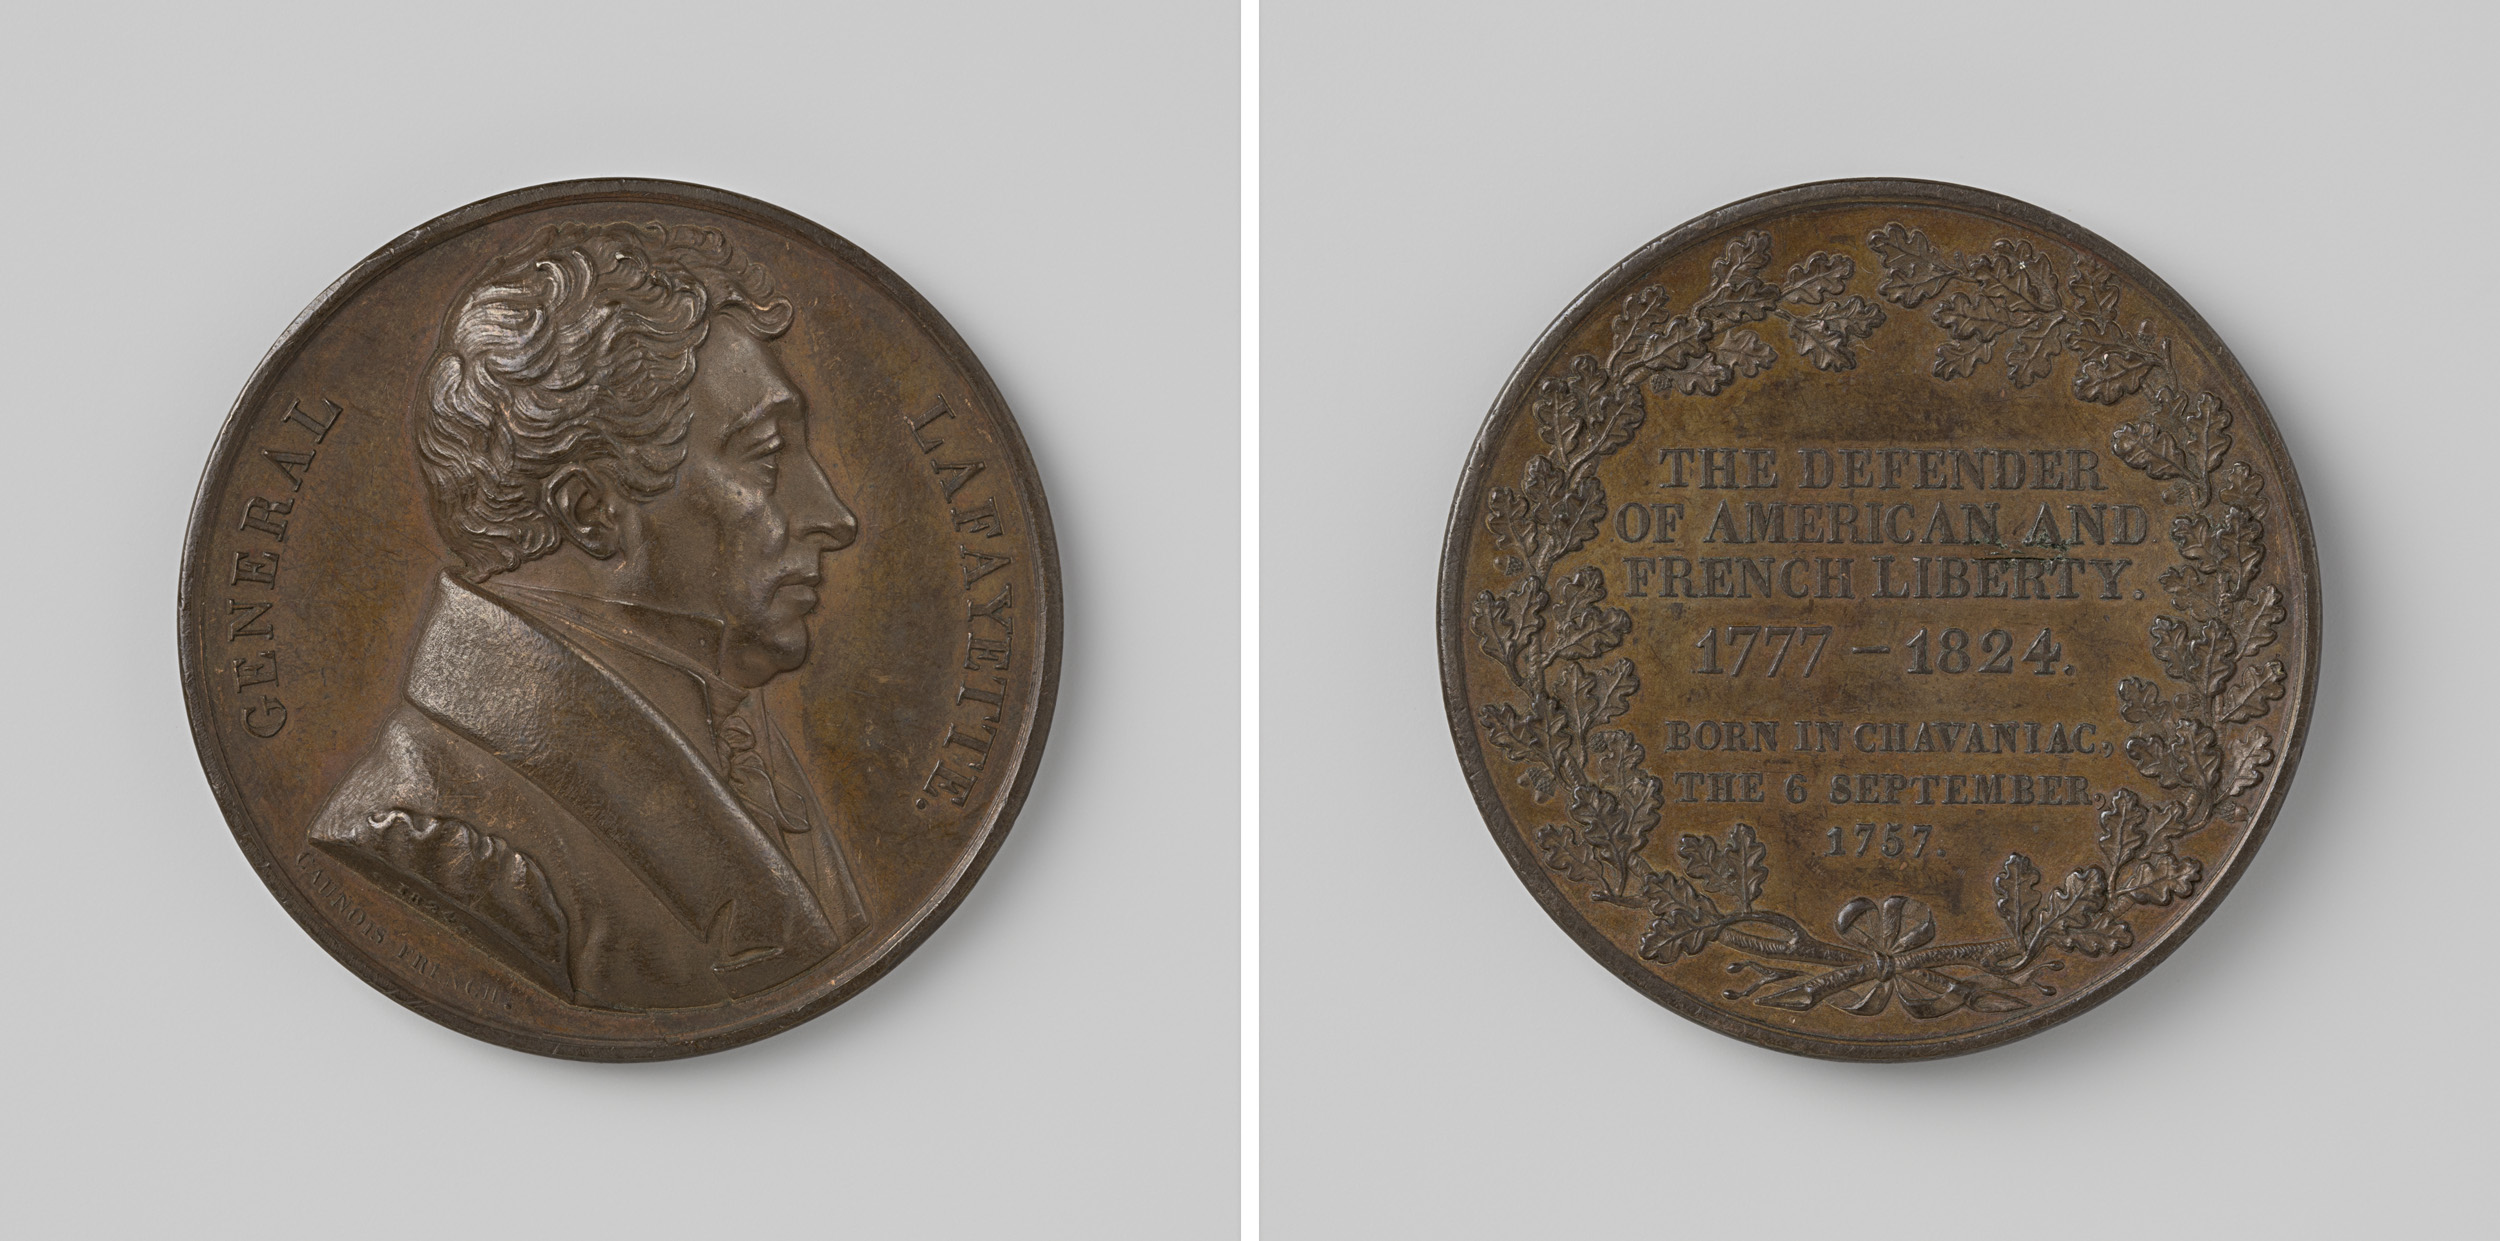 GENERAL
LAFAYETTE.
1824
CAUNOIS FRENCH.
THE DEFENDER
OF AMERICAN AND
FRENCH LIBERTY.
1777 – 1824.
BORN IN CHAVANIAC,
THE 6 SEPTEMBER,
1757.